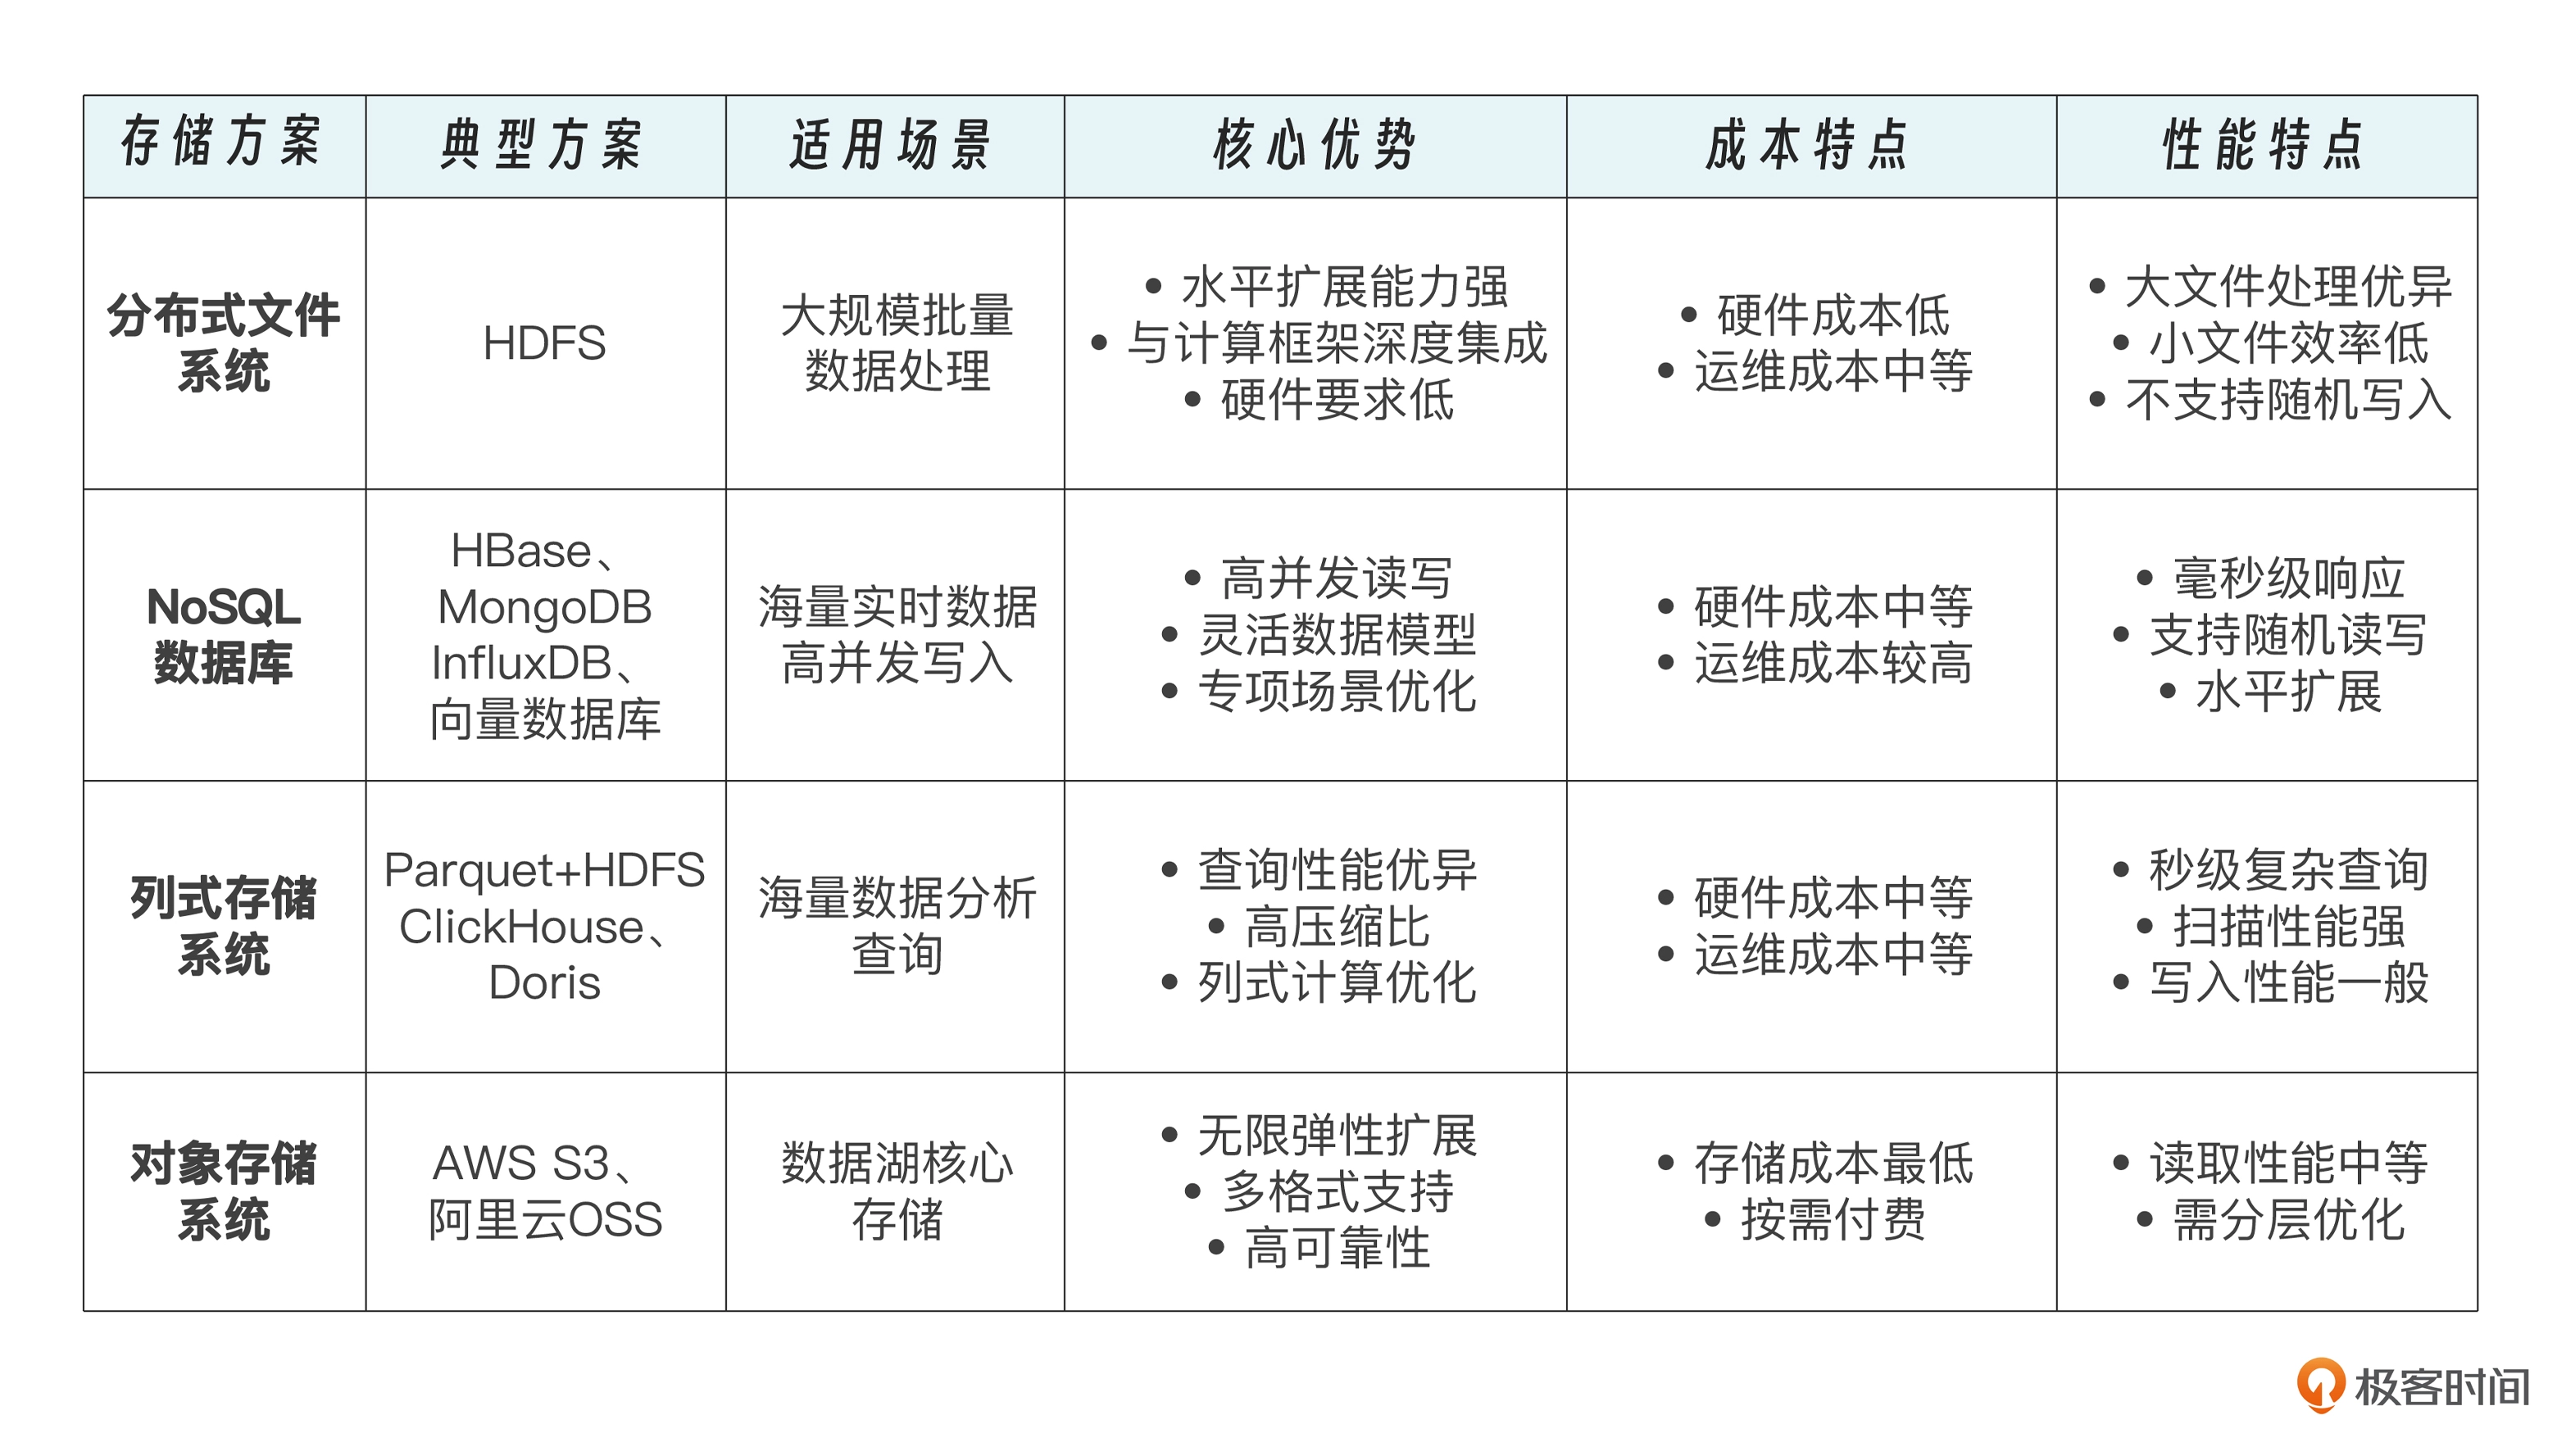 存储方案
典型方案
适用场景
核心优势
成本特点
性能特点
分布式文件
系统
HDFS
大规模批量
数据处理
• 水平扩展能力强
• 与计算框架深度集成
• 硬件要求低
• 硬件成本低
• 运维成本中等
• 大文件处理优异
• 小文件效率低
• 不支持随机写入
NoSQL
数据库
HBase、
MongoDB
InfluxDB、
向量数据库
海量实时数据
高并发写入
• 高并发读写
• 灵活数据模型
• 专项场景优化
• 硬件成本中等
• 运维成本较高
• 毫秒级响应
• 支持随机读写
• 水平扩展
列式存储
系统
Parquet+HDFS
ClickHouse、
Doris
海量数据分析
查询
• 查询性能优异
• 高压缩比
• 列式计算优化
• 硬件成本中等
• 运维成本中等
• 秒级复杂查询
• 扫描性能强
• 写入性能一般
对象存储
系统
AWS S3、
阿里云OSS
数据湖核心
存储
• 无限弹性扩展
• 多格式支持
• 高可靠性
• 存储成本最低
• 按需付费
• 读取性能中等
• 需分层优化
极客时间